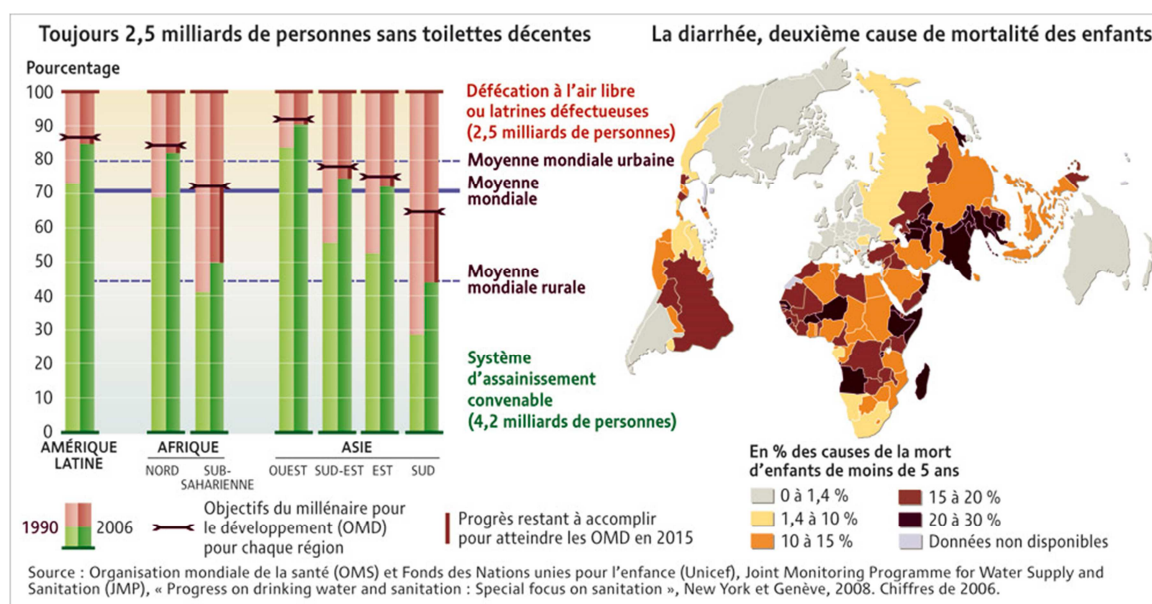 Toujours 2,5 milliards de personnes sans toilettes décentes
Pourcentage
100
90
80
70
60
50
40
30
20
10
0
Défécation à l'air libre
ou latrines défectueuses
(2,5 milliards de personnes)
Moyenne mondiale urbaine
Moyenne
mondiale
Moyenne
mondiale rurale
Système
d'assainissement
convenable
(4,2 milliards de personnes)
AMÉRIQUE
LATINE
AFRIQUE
NORD
SUB-
SAHARIENNE
ASIE
OUEST
SUD-EST
EST
SUD
1990
2006
Objectifs du millénaire pour
le développement (OMD)
pour chaque région
Progrès restant à accomplir
pour atteindre les OMD en 2015
La diarrhée, deuxième cause de mortalité des enfants
En % des causes de la mort
d'enfants de moins de 5 ans
0 à 1,4 %
1,4 à 10 %
10 à 15 %
15 à 20 %
20 à 30 %
Données non disponibles
Source : Organisation mondiale de la santé (OMS) et Fonds des Nations unies pour l'enfance (Unicef), Joint Monitoring Programme for Water Supply and
Sanitation (JMP), « Progress on drinking water and sanitation : Special focus on sanitation », New York et Genève, 2008. Chiffres de 2006.